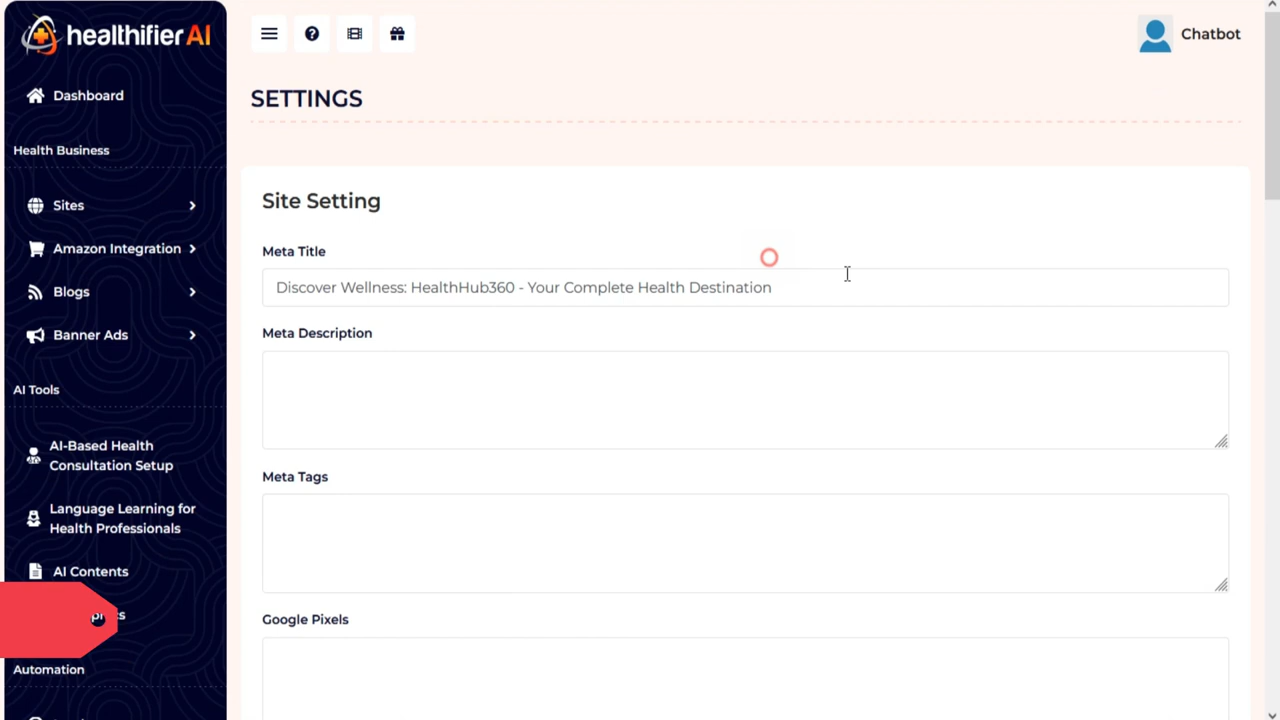 healthifier AI
Chatbot
Dashboard
SETTINGS
Health Business
Sites
Amazon Integration
Blogs
Banner Ads
AI Tools
AI-Based Health
Consultation Setup
Language Learning for
Health Professionals
AI Contents
Automation
Site Setting
Meta Title
Discover Wellness: HealthHub360 - Your Complete Health Destination
Meta Description
Meta Tags
Google Pixels